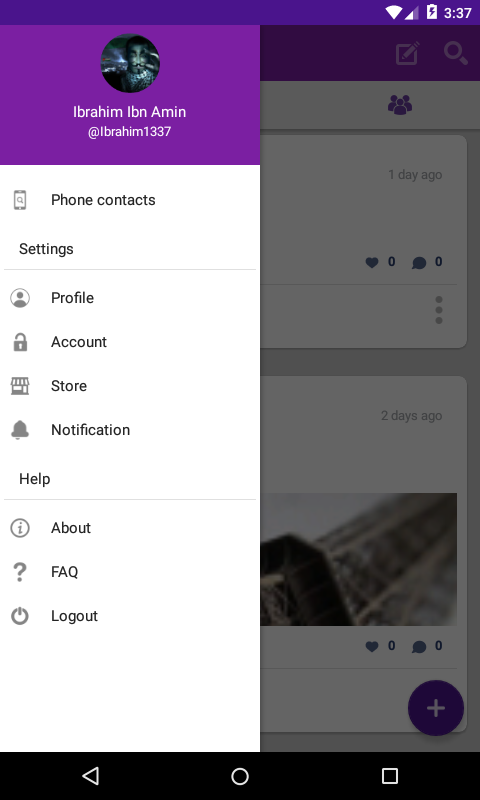 3:37
Ibrahim Ibn Amin
@Ibrahim1337
Phone contacts
Settings
Profile
Account
Store
Notification
Help
About
FAQ
Logout
1 day ago
0 0
2 days ago
0 0